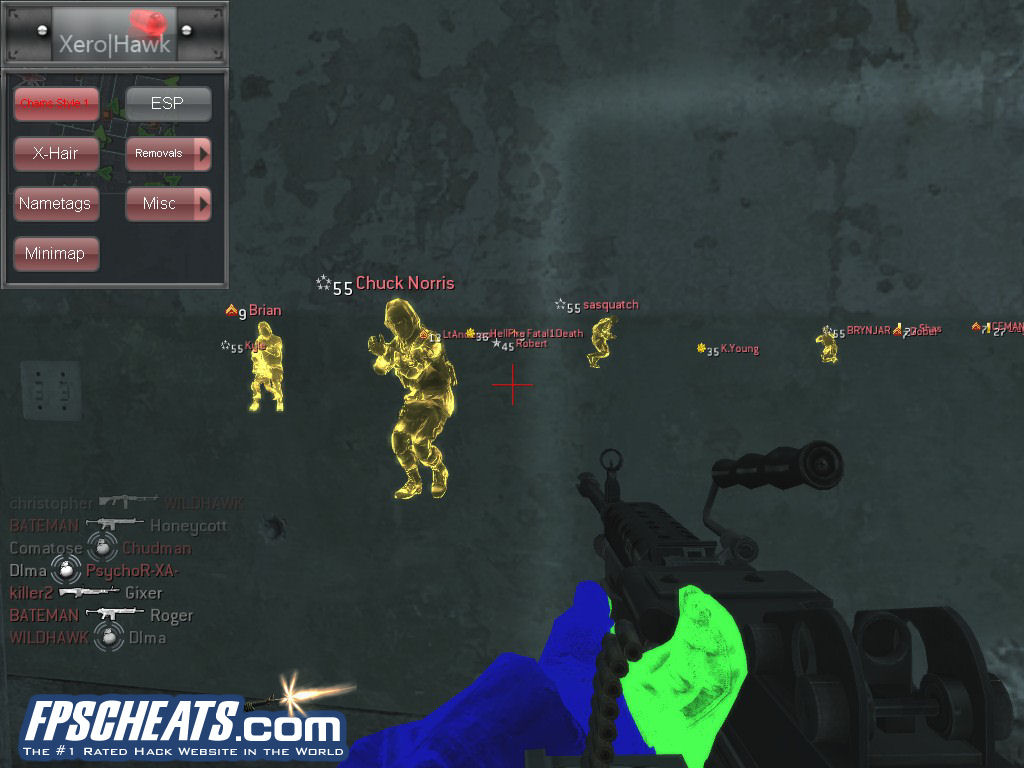 Xero|Hawk
Chams Style 1
ESP
X-Hair
Removals
Nametags
Misc
Minimap
55 Chuck Norris
9 Brian
55 sasquatch
55 Kyle
36 HellFire Fatal1Death
45 Robert
35 K.Young
55 BRYNJAR
christopher WILDHAWK
BATEMAN Honeycott
Comatose Chudman
Dlma PsychoR-XA-
killer2 Gixer
BATEMAN Roger
WILDHAWK Dlma
FPSCHEATS.com
The #1 Rated Hack Website in the World